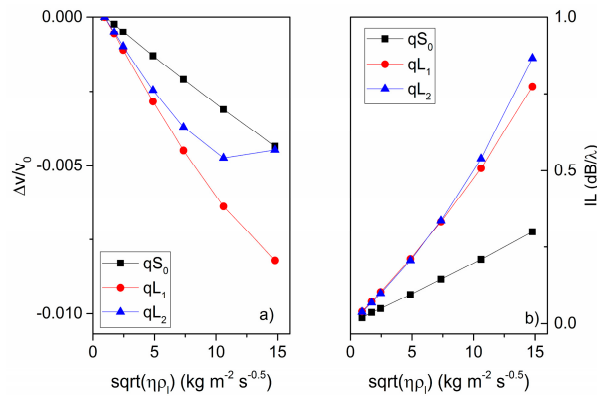 0.000
-0.005
-0.010
Δv/v₀
qS₀
qL₁
qL₂
a)
0 5 10 15
sqrt(ηρₗ) (kg m⁻² s⁻⁰·⁵)
1.0
0.5
0.0
IL (dB/λ)
qS₀
qL₁
qL₂
b)
0 5 10 15
sqrt(ηρₗ) (kg m⁻² s⁻⁰·⁵)